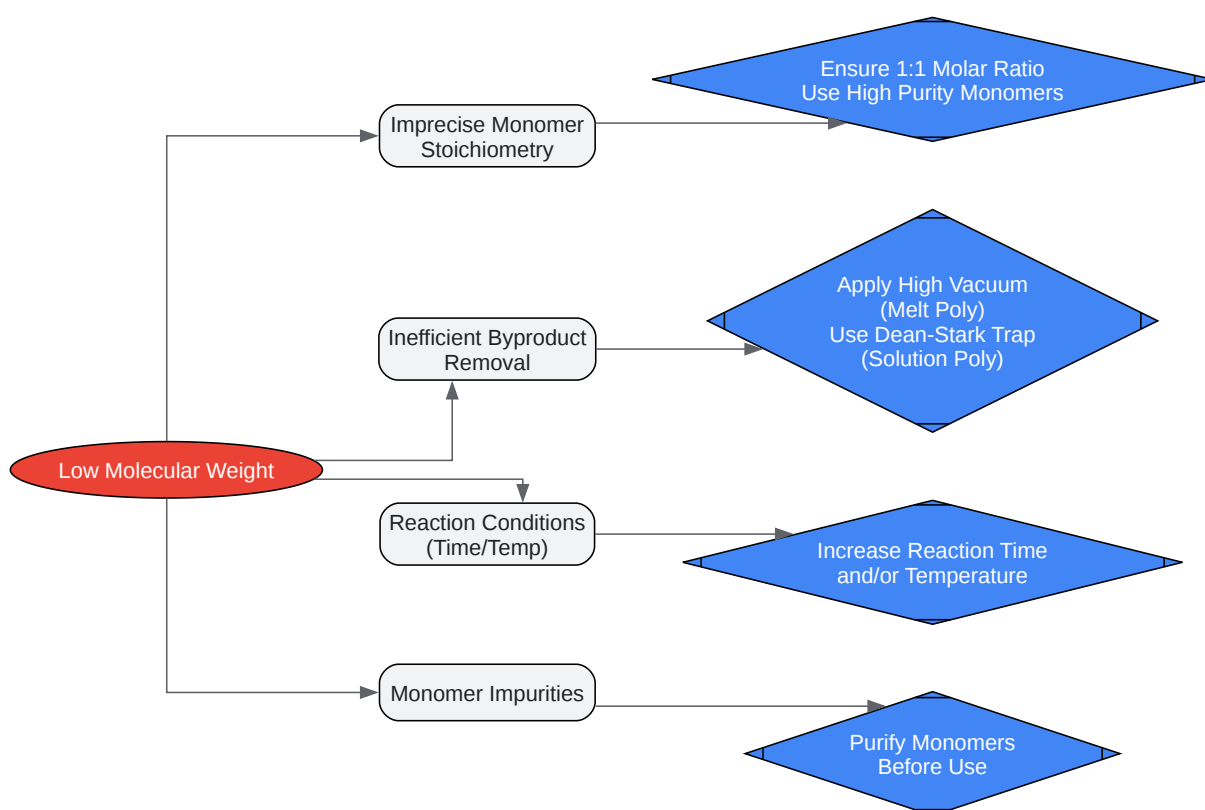 Ensure 1:1 Molar Ratio
Use High Purity Monomers
Imprecise Monomer
Stoichiometry
Apply High Vacuum
(Melt Poly)
Use Dean-Stark Trap
(Solution Poly)
Inefficient Byproduct
Removal
Low Molecular Weight
Reaction Conditions
(Time/Temp)
Increase Reaction Time
and/or Temperature
Monomer Impurities
Purify Monomers
Before Use